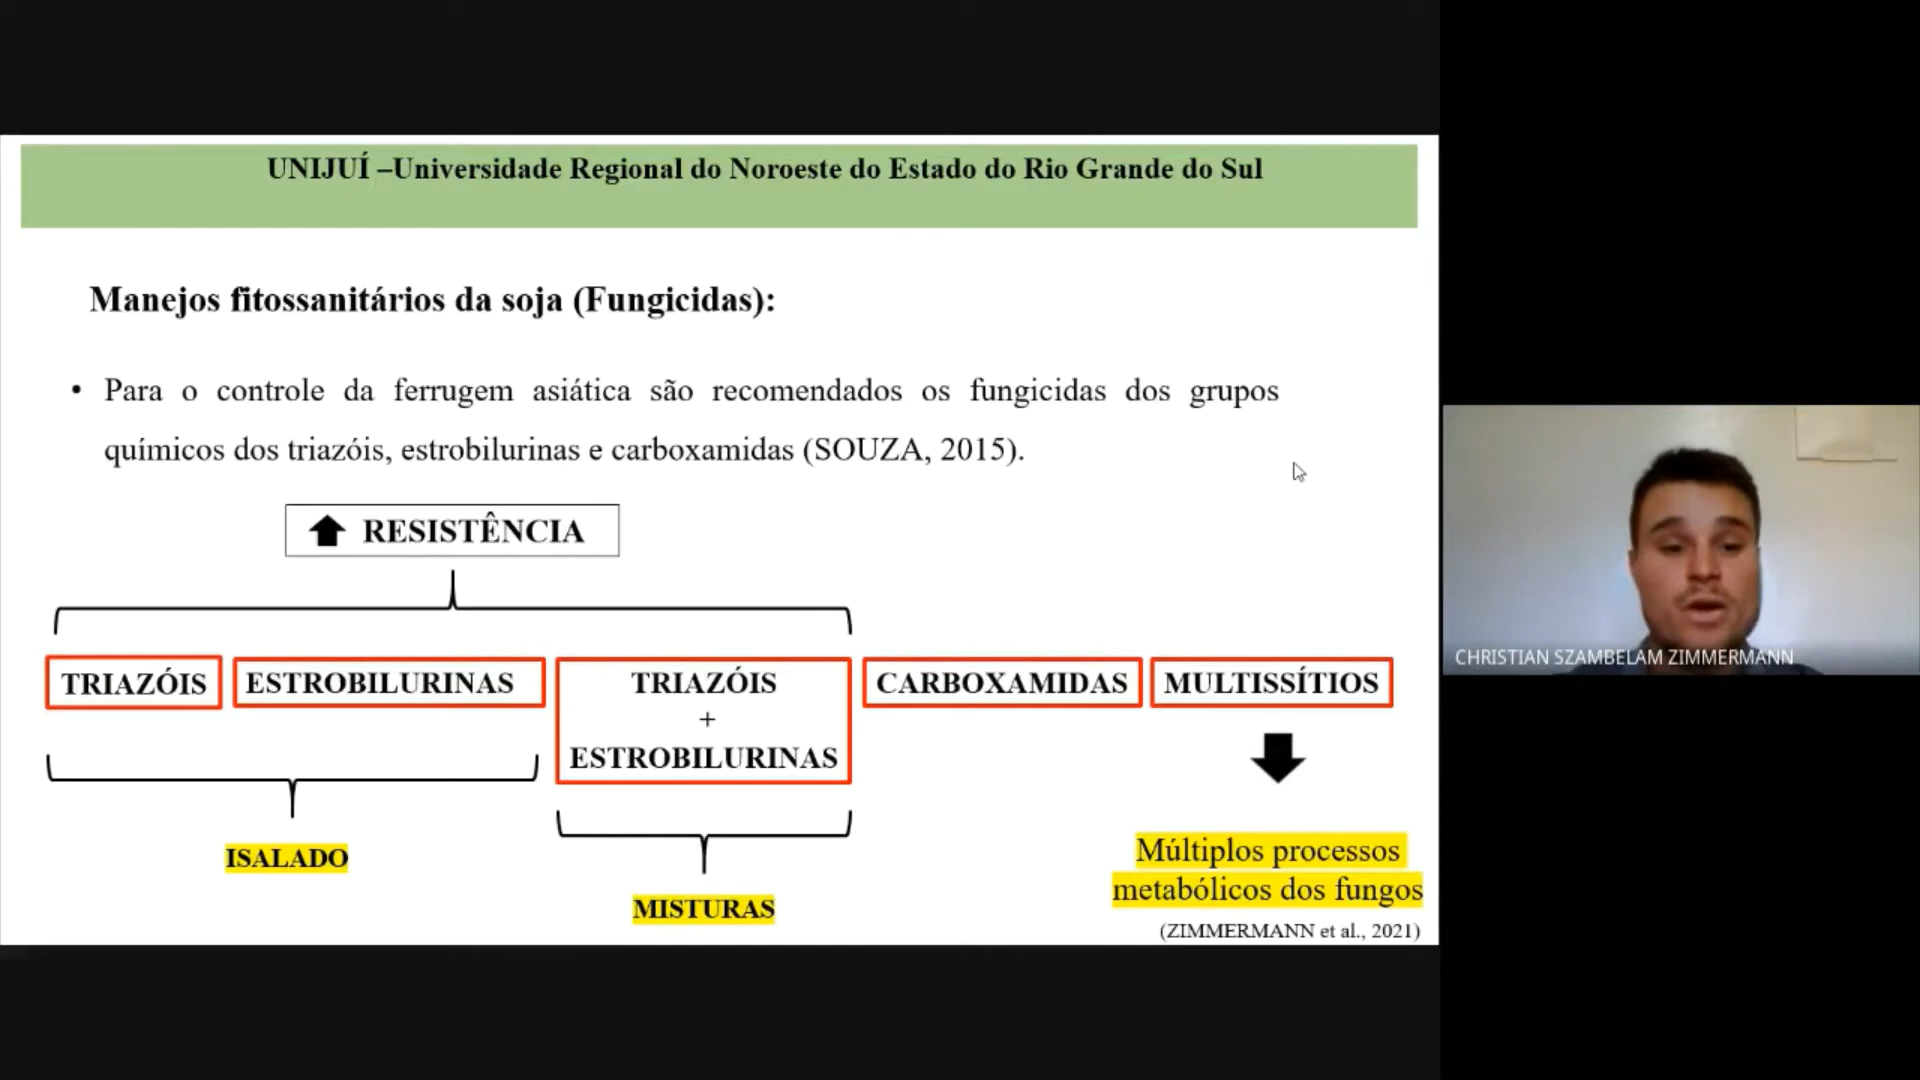 UNIJUÍ –Universidade Regional do Noroeste do Estado do Rio Grande do Sul
Manejos fitossanitários da soja (Fungicidas):
• Para o controle da ferrugem asiática são recomendados os fungicidas dos grupos
químicos dos triazóis, estrobilurinas e carboxamidas (SOUZA, 2015).
RESISTÊNCIA
TRIAZÓIS
ESTROBILURINAS
TRIAZÓIS
+
ESTROBILURINAS
CARBOXAMIDAS
MULTISSÍTIOS
ISALADO
MISTURAS
Múltiplos processos
metabólicos dos fungos
(ZIMMERMANN et al., 2021)
CHRISTIAN SZAMBELAM ZIMMERMANN